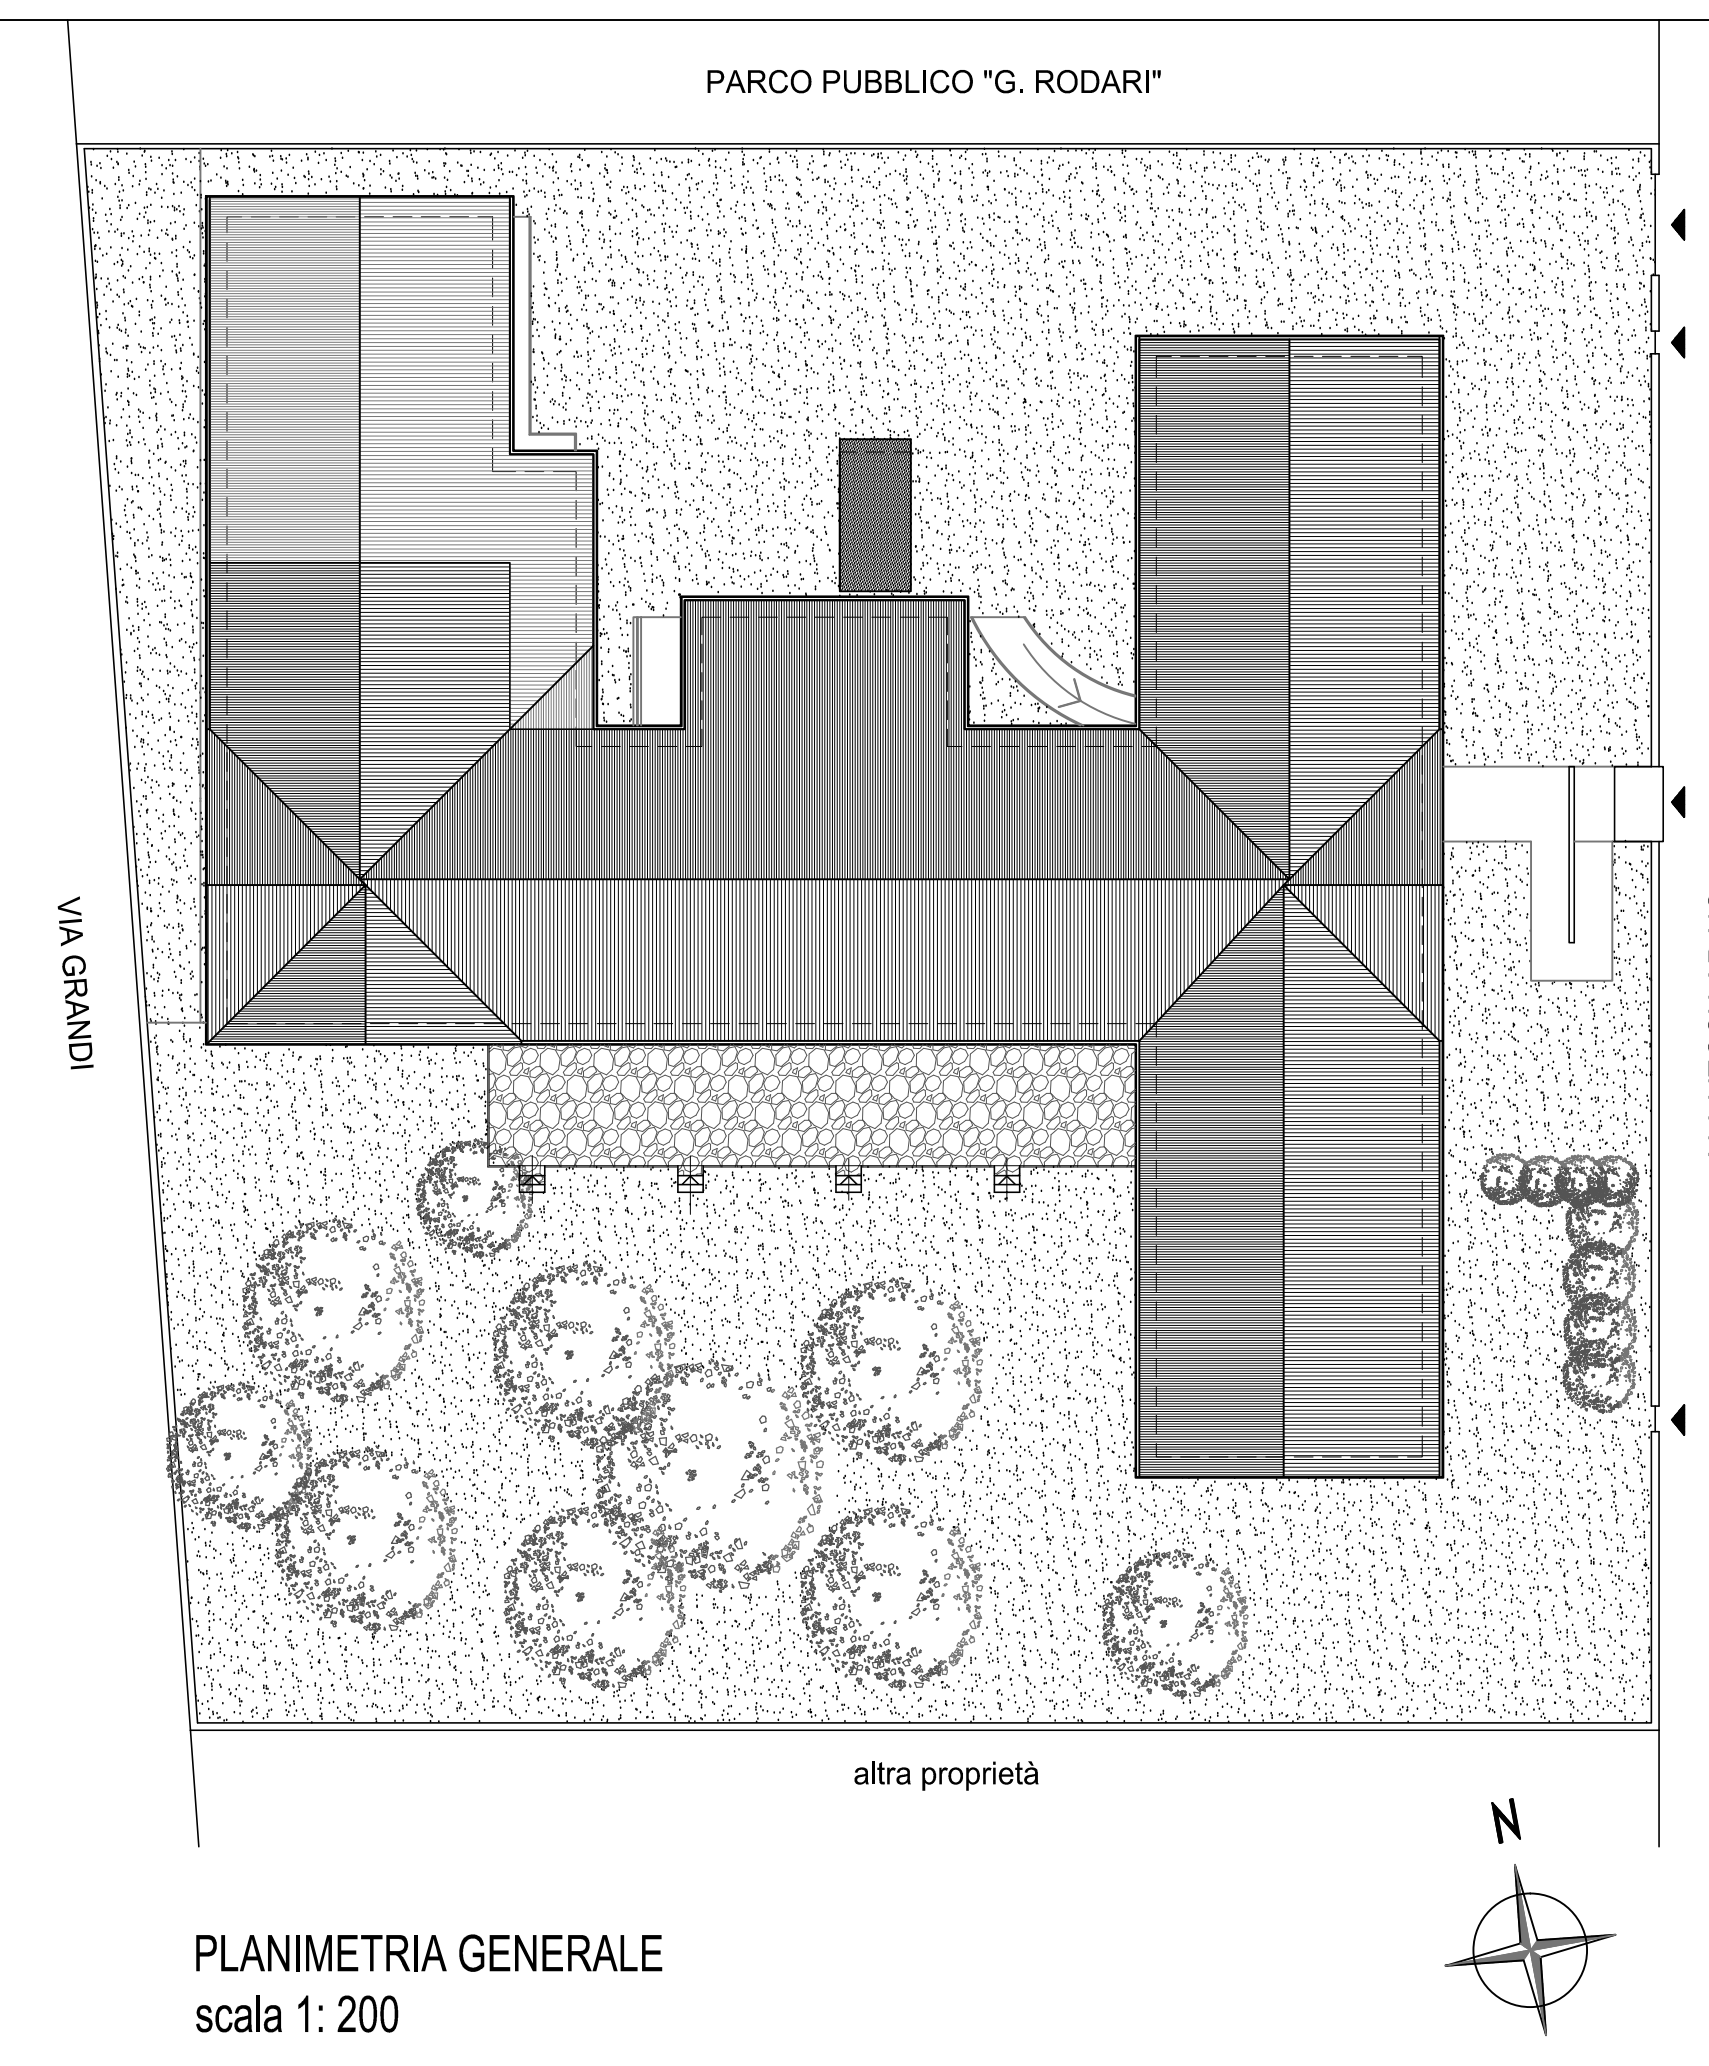 PARCO PUBBLICO "G. RODARI"
VIA GRANDI
altra proprietà
N
PLANIMETRIA GENERALE
scala 1: 200